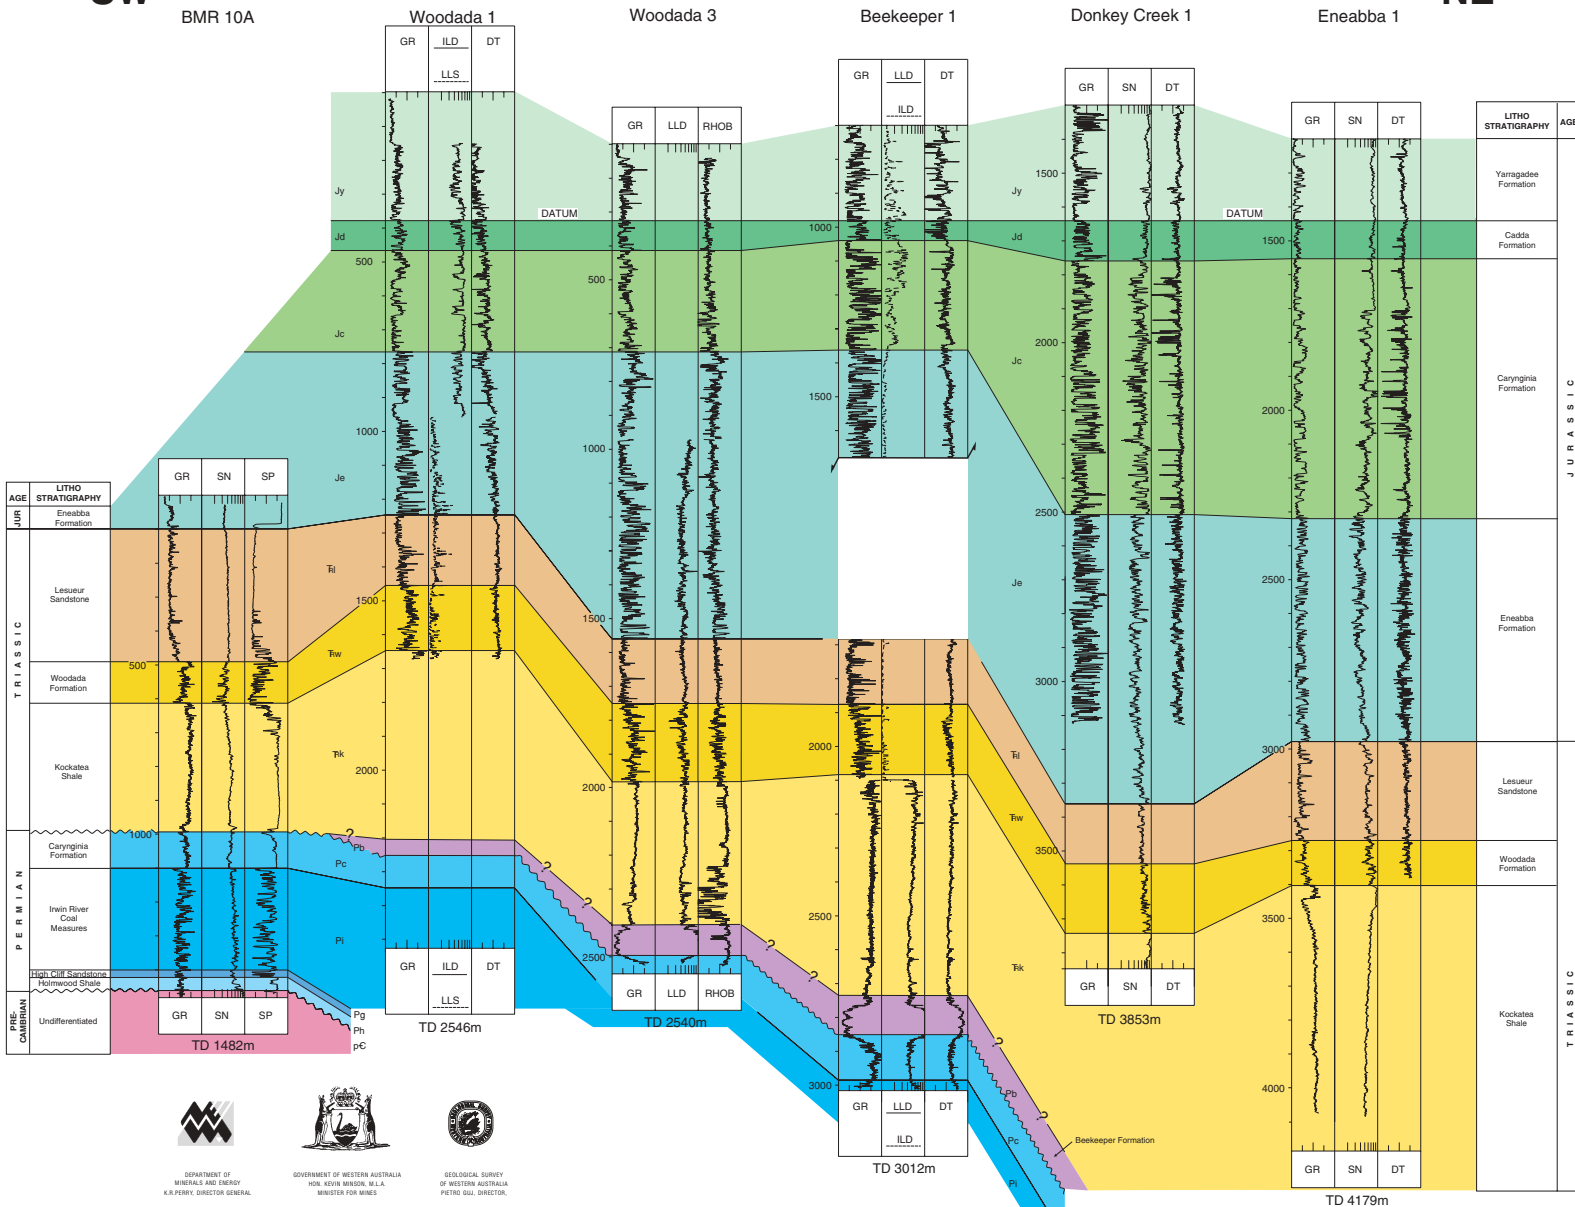 BMR 10A
Woodada 1
Woodada 3
Beekeeper 1
Donkey Creek 1
Eneabba 1
GR
ILD
DT
LLS
GR
LLD
RHOB
GR
LLD
DT
ILD
GR
SN
DT
GR
SN
DT
LITHO
STRATIGRAPHY
AGE
Yarragadee
Formation
Cadda
Formation
Carynginia
Formation
Eneabba
Formation
Lesueur
Sandstone
Woodada
Formation
Kockatea
Shale
JURASSIC
TRIASSIC
DATUM
DATUM
Jy
Jd
Jc
Je
Jy
Jd
Jc
Je
500
1000
1500
2000
500
1000
1500
2000
2500
1000
1500
2000
2500
3000
1500
2000
2500
3000
3500
1500
2000
2500
3000
3500
4000
GR
SN
SP
AGE
LITHO
STRATIGRAPHY
JUR
Eneabba
Formation
TRIASSIC
Lesueur
Sandstone
Woodada
Formation
Kockatea
Shale
PERMIAN
Carynginia
Formation
Irwin River
Coal
Measures
High Cliff Sandstone
Holmwood Shale
PRE-
CAMBRIAN
Undifferentiated
500
1000
?
Pb
Pc
Pi
Pg
Ph
p€
?
?
?
?
?
?
Pb
Pc
Pi
Beekeeper Formation
GR
SN
SP
TD 1482m
GR
ILD
DT
LLS
TD 2546m
GR
LLD
RHOB
TD 2540m
GR
LLD
DT
ILD
TD 3012m
GR
SN
DT
TD 3853m
GR
SN
DT
TD 4179m
DEPARTMENT OF
MINERALS AND ENERGY
K.R.PERRY, DIRECTOR GENERAL
GOVERNMENT OF WESTERN AUSTRALIA
HON. KEVIN MINSON, M.L.A.
MINISTER FOR MINES
GEOLOGICAL SURVEY
OF WESTERN AUSTRALIA
PIETRO GUJ, DIRECTOR.